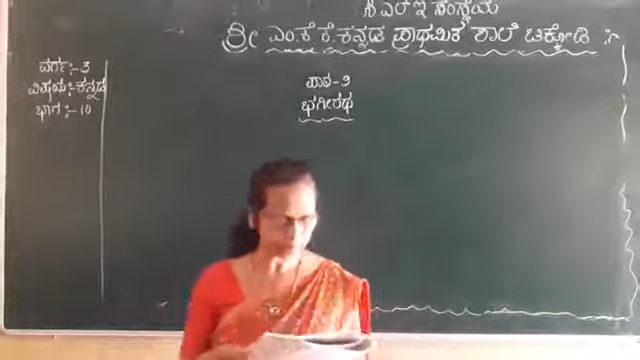 ಸಿ ಎಲ್ ಇ ಸಂಸ್ಥೆಯ
ಶ್ರೀ ಎಂ.ಕೆ ಕೆ.ಕನ್ನಡ ಪ್ರಾಥಮಿಕ ಶಾಲೆ ಚಿಕ್ಕೋಡಿ :-
ವರ್ಗ:- 3
ವಿಷಯ:-ಕನ್ನಡ
ಭಾಗ :- 10
ಪಾಠ-9
ಭಗೀರಥ